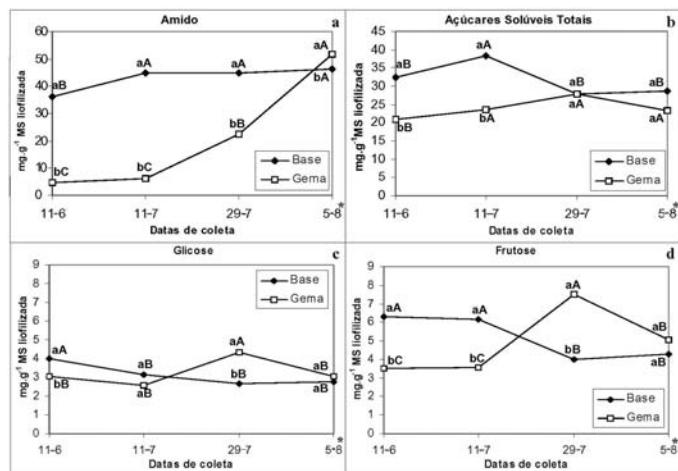 Amido
a
mg.g⁻¹ MS liofilizada
60
50
40
30
20
10
0
aB
aA
aA
aA
bA
bC
bC
bB
Base
Gema
11-6
11-7
29-7
5-8
*
Datas de coleta
Açúcares Solúveis Totais
b
mg.g⁻¹MS liofilizada
45
40
35
30
25
20
15
10
5
0
aB
aA
aB
aB
bB
bA
aA
aA
Base
Gema
11-6
11-7
29-7
5-8
*
Datas de coleta
Glicose
c
mg.g⁻¹ MS liofilizada
9
8
7
6
5
4
3
2
1
0
Base
Gema
aA
aB
aA
aB
bB
aB
bB
aB
11-6
11-7
29-7
5-8
*
Datas de coleta
Frutose
d
mg.g⁻¹ MS liofilizada
9
8
7
6
5
4
3
2
1
0
aA
aA
aA
aB
bC
bC
bB
aB
Base
Gema
11-6
11-7
29-7
5-8
*
Datas de coleta